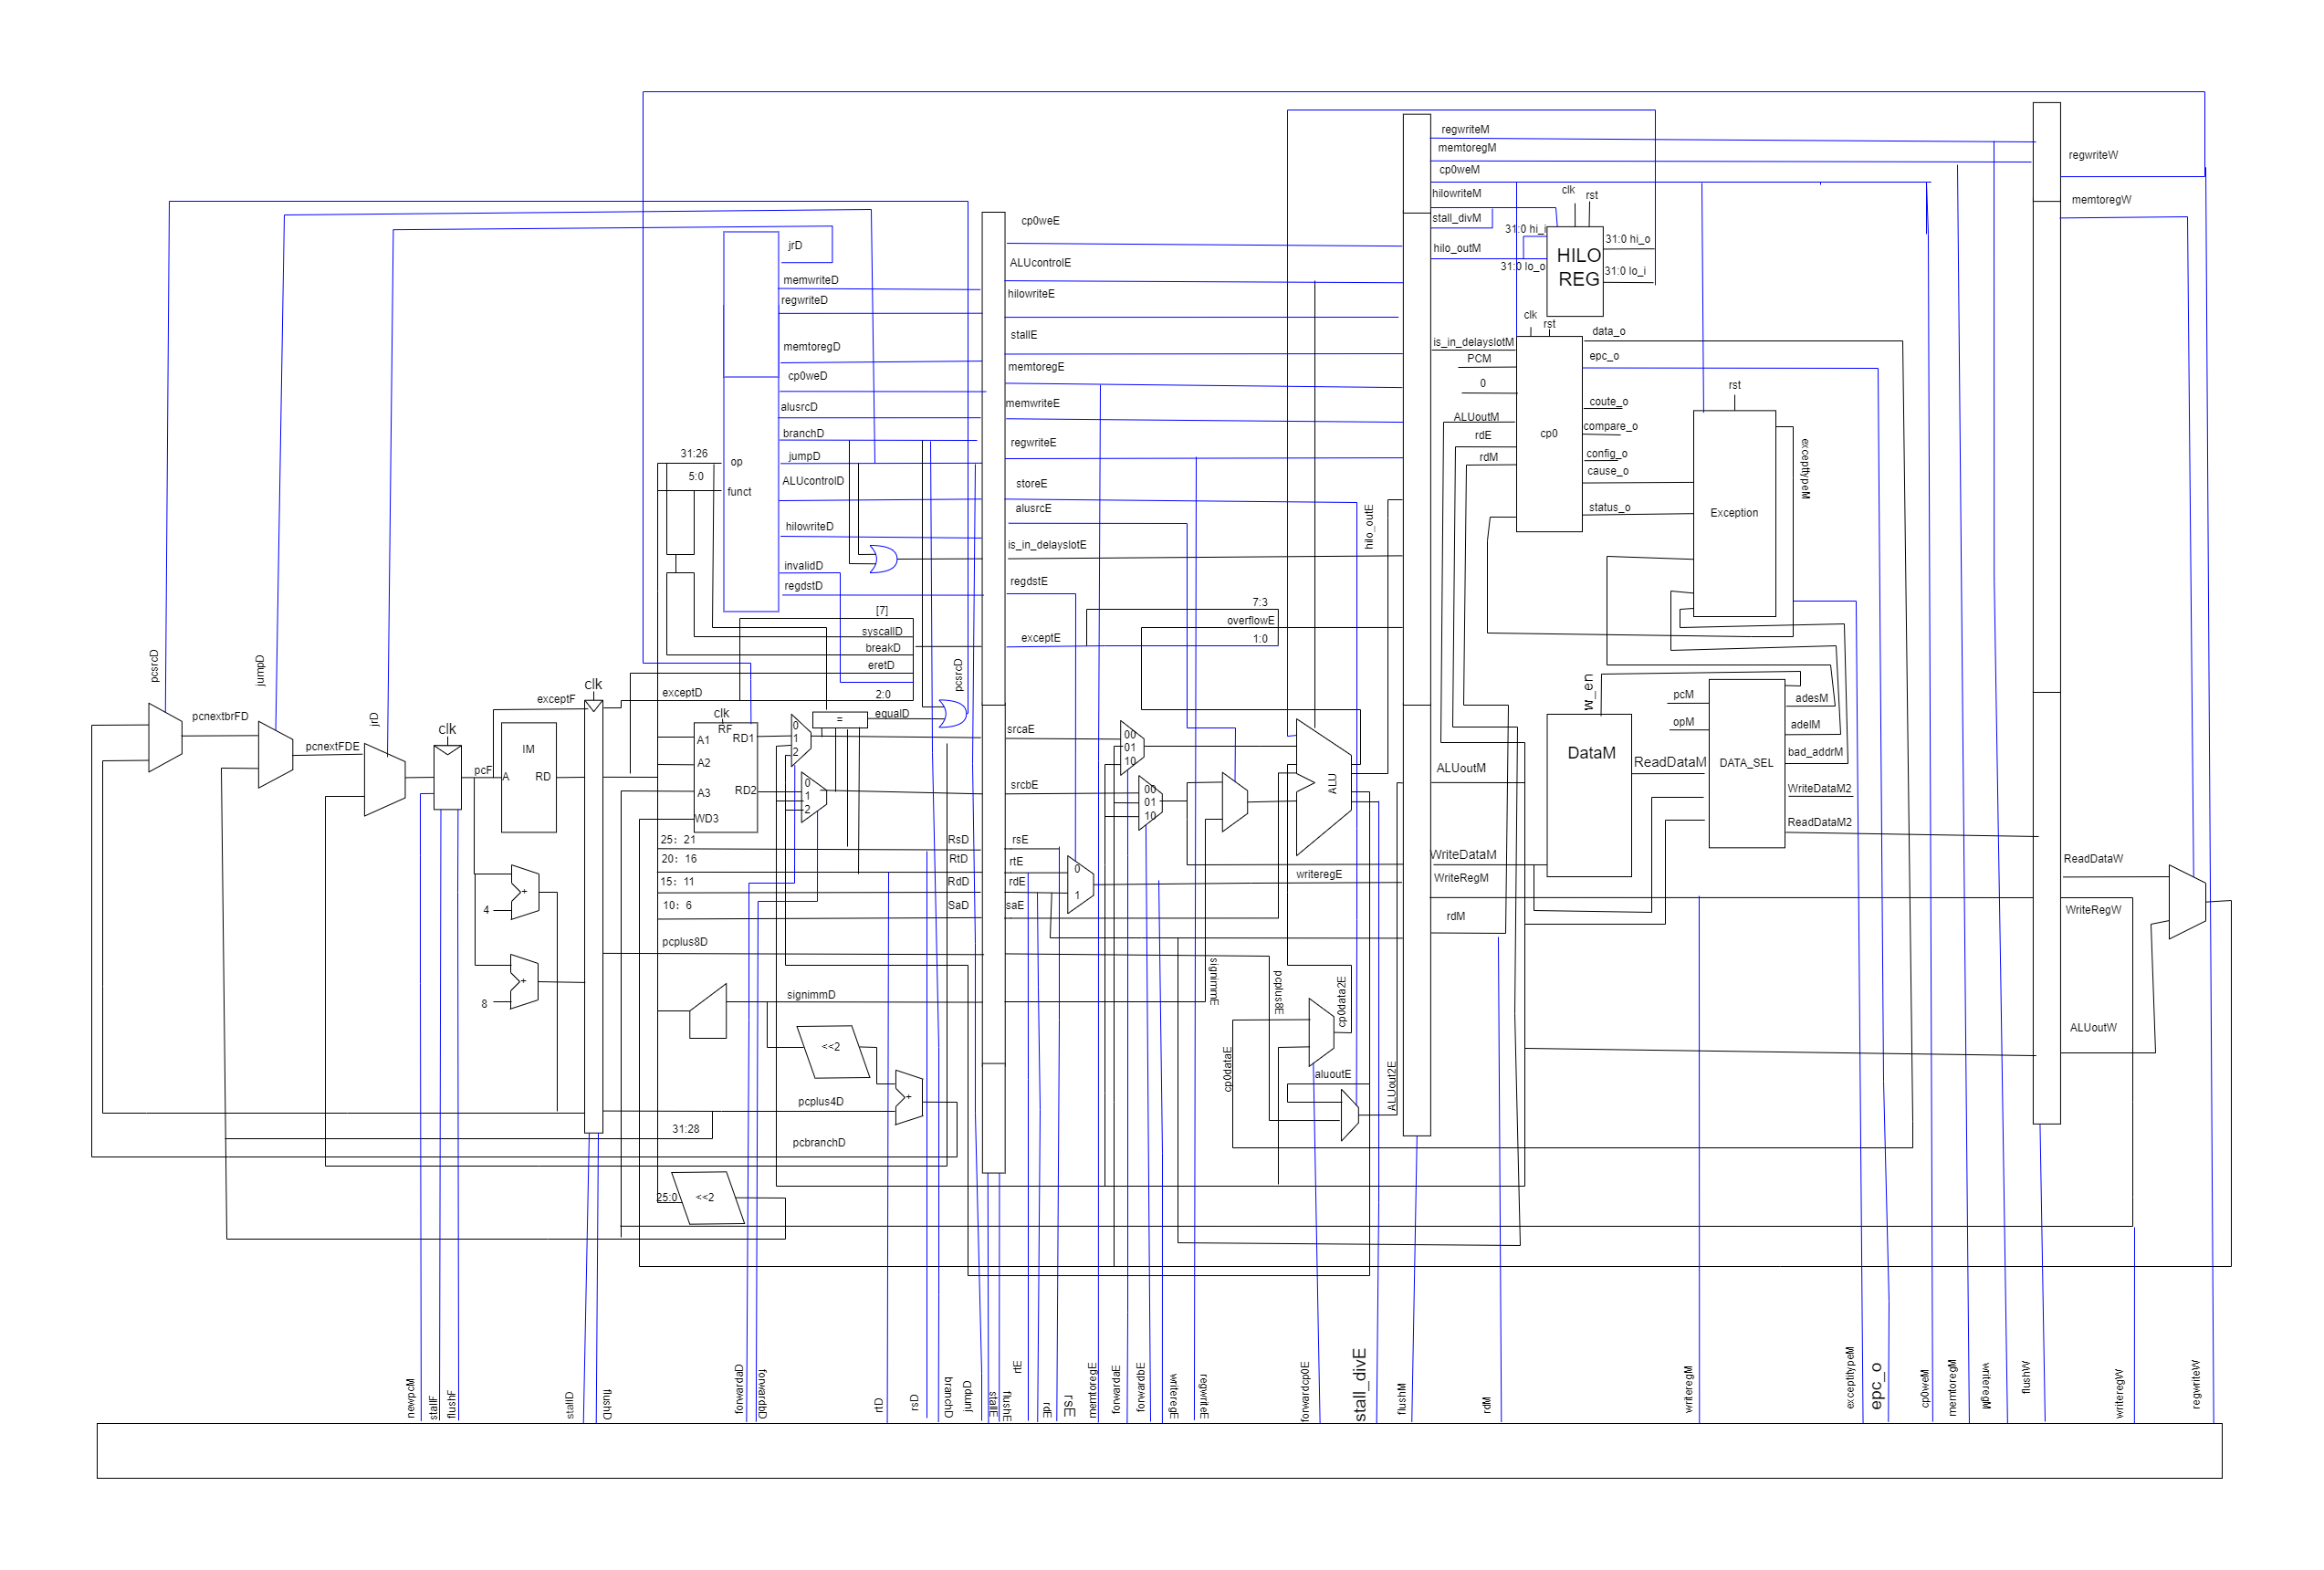 regwriteM
memtoregM
cp0weM
hilowriteM
stall_divM
hilo_outM
clk
rst
31:0 hi_i
31:0 lo_o
HILO
REG
31:0 hi_o
31:0 lo_i
regwriteW
memtoregW
jrD
memwriteD
regwriteD
memtoregD
cp0weD
alusrcD
branchD
jumpD
ALUcontrolD
hilowriteD
invalidD
regdstD
31:26
5:0
op
funct
cp0weE
ALUcontrolE
hilowriteE
stallE
memtoregE
memwriteE
regwriteE
storeE
alusrcE
is_in_delayslotE
regdstE
exceptE
7:3
overflowE
1:0
hilo_outE
clk
rst
is_in_delayslotM
PCM
0
ALUoutM
rdE
rdM
cp0
data_o
epc_o
coute_o
compare_o
config_o
cause_o
status_o
rst
Exception
excepttypeM
[7]
syscallD
breakD
eretD
2:0
equalD
pcsrcD
pcsrcD
jumpD
jrD
pcnextbrFD
pcnextFDE
clk
pcF
exceptF
clk
exceptD
IM
A
RD
4
+
8
+
clk
RF
A1
A2
A3
WD3
RD1
RD2
0
1
2
0
1
2
=
25: 21
20: 16
15: 11
10: 6
RsD
RtD
RdD
SaD
pcplus8D
signimmD
<<2
+
pcplus4D
31:28
pcbranchD
25:0
<<2
srcaE
srcbE
rsE
rtE
rdE
saE
00
01
10
00
01
10
0
1
writeregE
ALU
signimmE
pcplus8E
cp0dataE
cp0data2E
aluoutE
ALUout2E
ALUoutM
WriteDataM
WriteRegM
rdM
w_en
DataM
ReadDataM
pcM
opM
DATA_SEL
adesM
adelM
bad_addrM
WriteDataM2
ReadDataM2
ReadDataW
WriteRegW
ALUoutW
newpcM
stallF
flushF
stallD
flushD
forwardaD
forwardbD
rtD
rsD
branchD
jumpD
stallE
flushE
rtE
rdE
rsE
memtoregE
forwardaE
forwardbE
writeregE
regwriteE
forwardcp0E
stall_divE
flushM
rdM
writeregM
exceptitypeM
epc_o
cp0weM
memtoregM
writeregM
flushW
writeregW
regwriteW